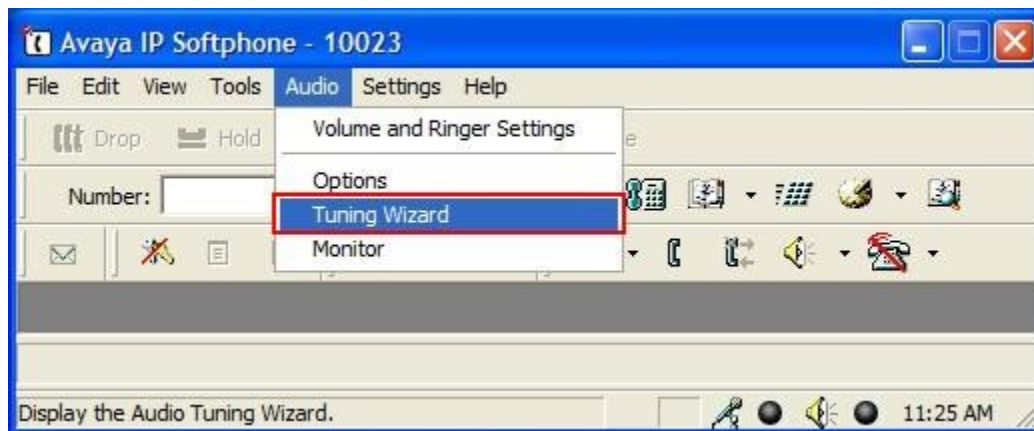 Avaya IP Softphone - 10023
File Edit View Tools Audio Settings Help
Drop Hold
Volume and Ringer Settings
Number:
Options
Tuning Wizard
Monitor
Display the Audio Tuning Wizard.
11:25 AM